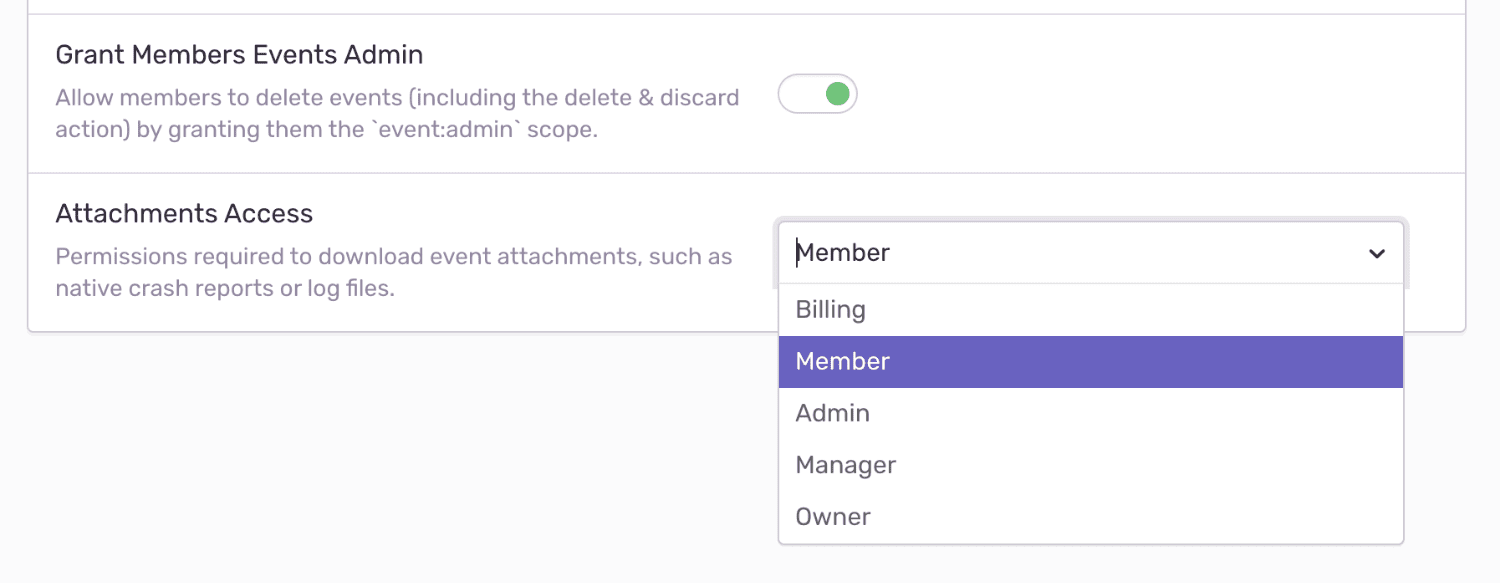 Grant Members Events Admin
Allow members to delete events (including the delete & discard
action) by granting them the `event:admin` scope.
Attachments Access
Permissions required to download event attachments, such as
native crash reports or log files.
Member
Billing
Member
Admin
Manager
Owner